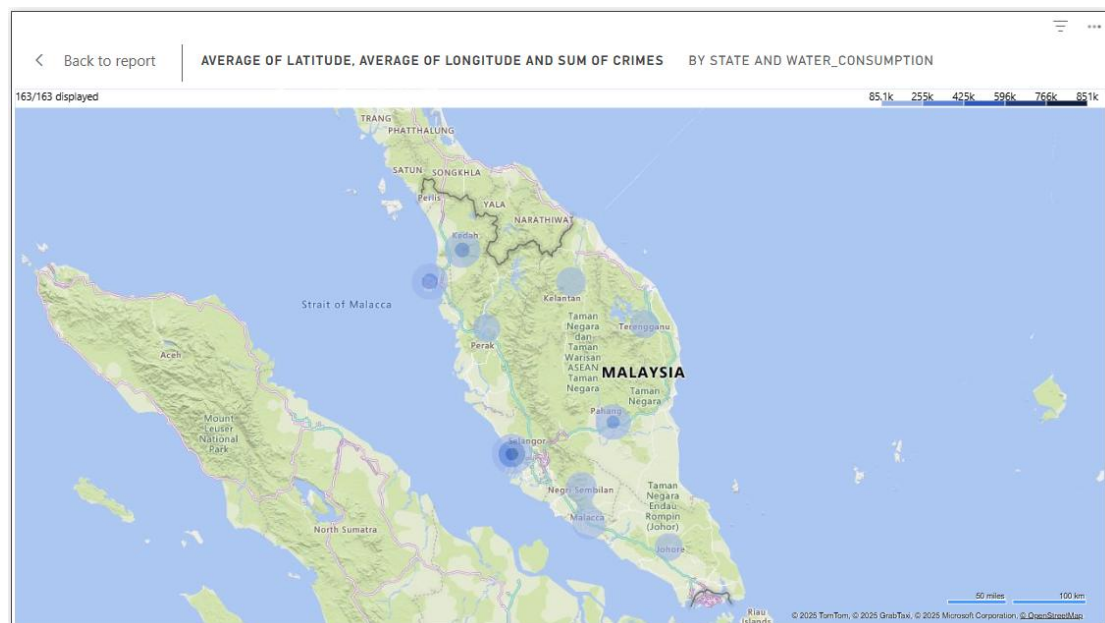 Back to report
AVERAGE OF LATITUDE, AVERAGE OF LONGITUDE AND SUM OF CRIMES BY STATE AND WATER_CONSUMPTION
163/163 displayed
85.1k 255k 425k 596k 766k 851k
TRANG
PHATTHALUNG
SATUN SONGKHLA
Perlis
YALA
NARATHIWAT
Kedah
Strait of Malacca
Kelantan
Taman
Negara
dan
Taman
Warisan
ASEAN
Taman
Negara
Terengganu
Perak
Aceh
MALAYSIA
Taman
Negara
Pahang
Mount
Leuser
National
Park
Selangor
Negri Sembilan
Malacca
Taman
Negara
Endau
Rompin
(Johor)
North Sumatra
Johore
50 miles 100 km
Riau
Islands
© 2025 TomTom, © 2025 GrabTaxi, © 2025 Microsoft Corporation, © OpenStreetMap